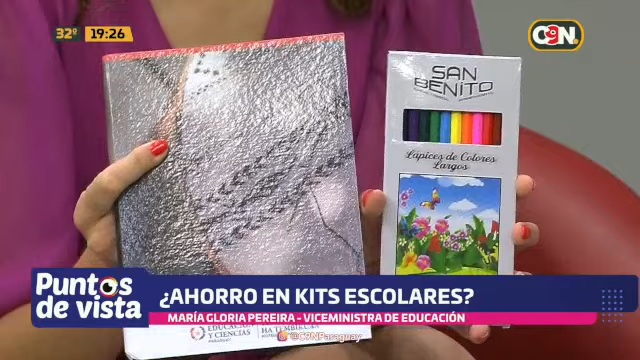 32º 19:26
C9N
SAN
BENITO
Lápices de Colores
Largos
Puntos
de vista
¿AHORRO EN KITS ESCOLARES?
MARÍA GLORIA PEREIRA - VICEMINISTRA DE EDUCACIÓN
EDUCACIÓN
Y CIENCIAS
@C9NParaguay